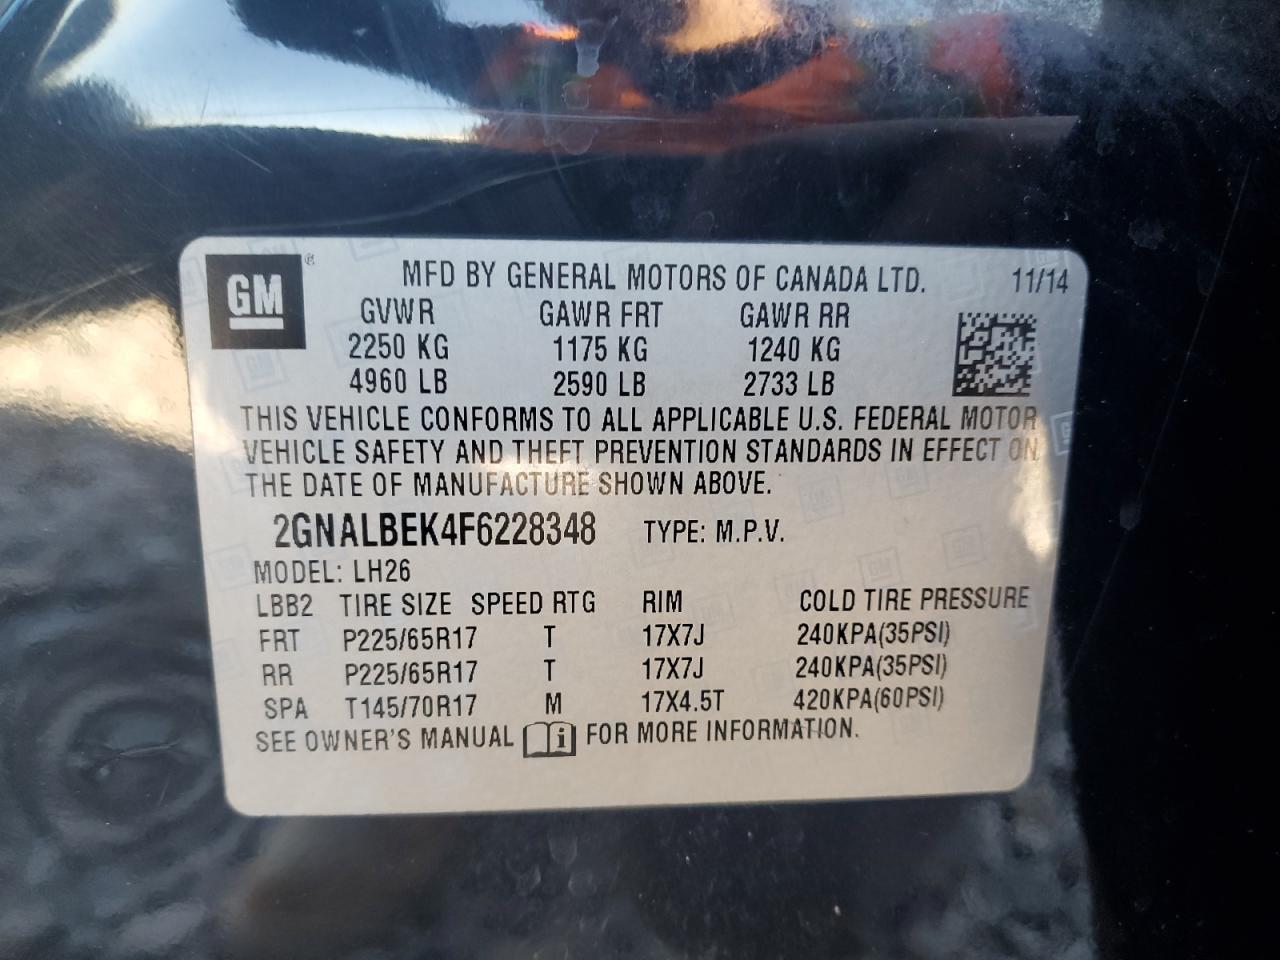 GM ®
MFD BY GENERAL MOTORS OF CANADA LTD. 11/14
GVWR GAWR FRT GAWR RR
2250 KG 1175 KG 1240 KG
4960 LB 2590 LB 2733 LB
THIS VEHICLE CONFORMS TO ALL APPLICABLE U.S. FEDERAL MOTOR
VEHICLE SAFETY AND THEFT PREVENTION STANDARDS IN EFFECT ON
THE DATE OF MANUFACTURE SHOWN ABOVE.
2GNALBEK4F6228348 TYPE: M.P.V.
MODEL: LH26
LBB2 TIRE SIZE SPEED RTG RIM COLD TIRE PRESSURE
FRT P225/65R17 T 17X7J 240KPA(35PSI)
RR P225/65R17 T 17X7J 240KPA(35PSI)
SPA T145/70R17 M 17X4.5T 420KPA(60PSI)
SEE OWNER'S MANUAL i FOR MORE INFORMATION.